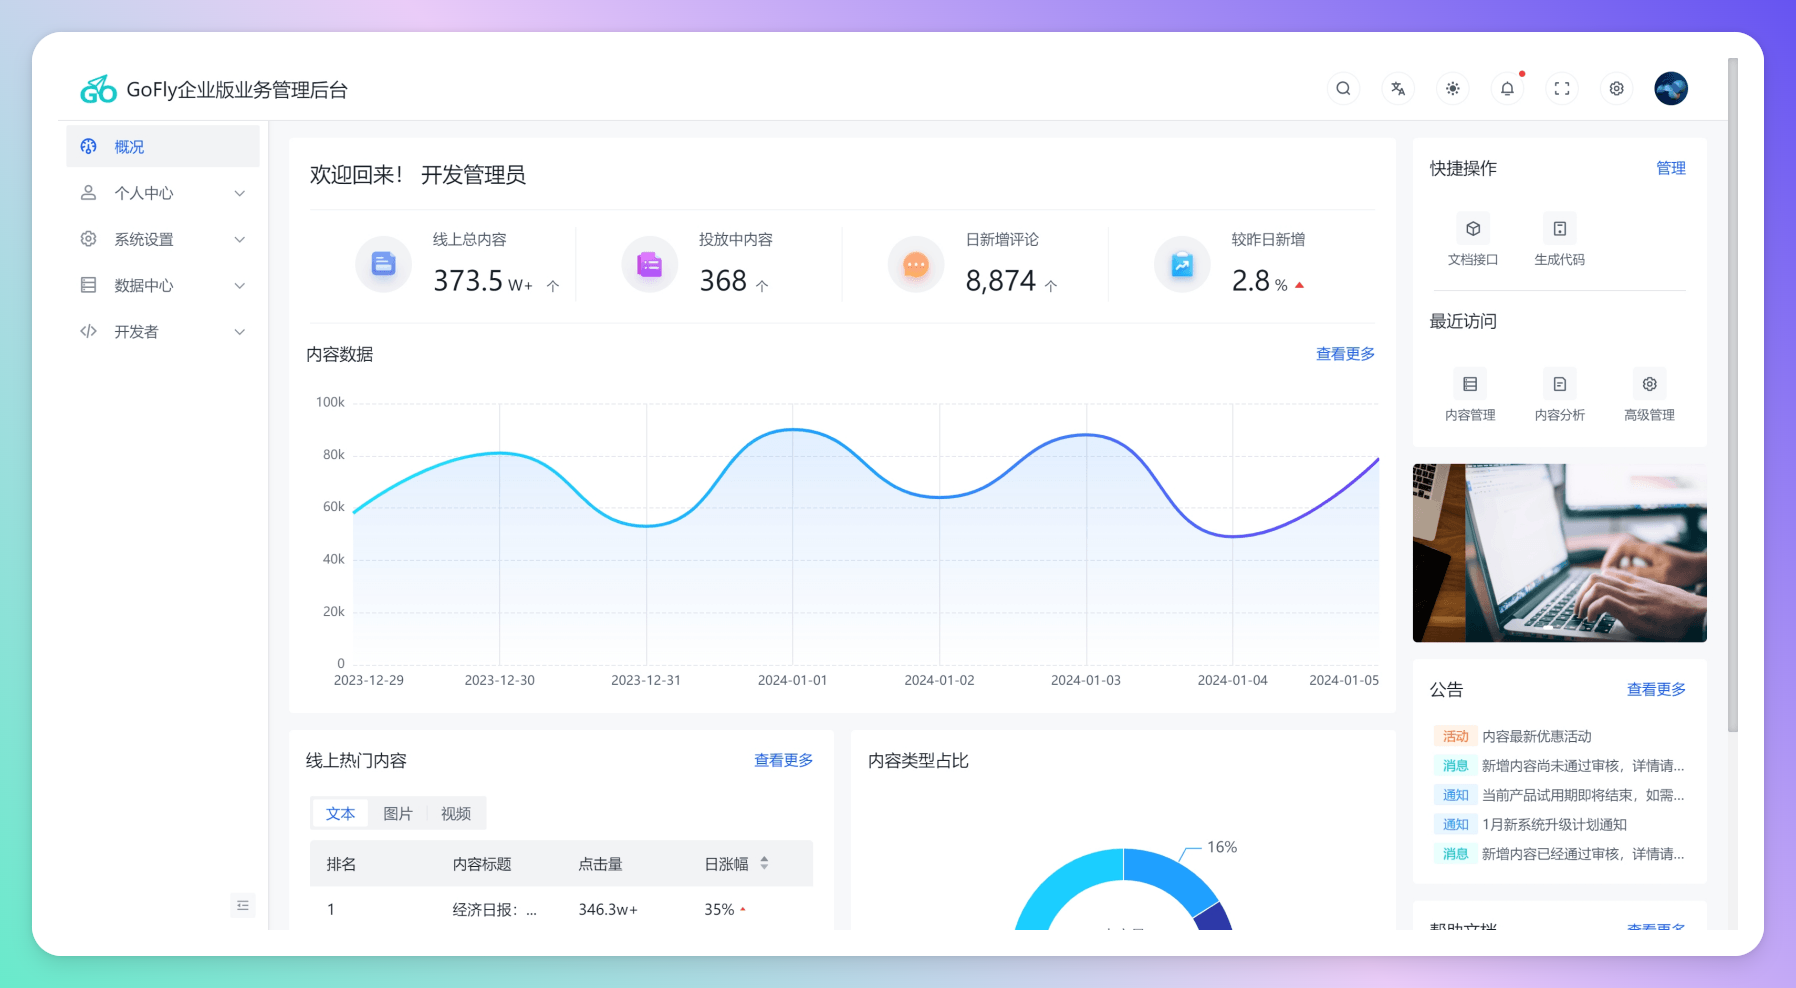 GO GoFly企业版业务管理后台
概况
个人中心
系统设置
数据中心
开发者
欢迎回来！ 开发管理员
线上总内容
373.5 W+ 个
投放中内容
368 个
日新增评论
8,874 个
较昨日新增
2.8 %
内容数据
查看更多
100k
80k
60k
40k
20k
0
2023-12-29
2023-12-30
2023-12-31
2024-01-01
2024-01-02
2024-01-03
2024-01-04
2024-01-05
线上热门内容
查看更多
文本
图片
视频
排名
内容标题
点击量
日涨幅
1
经济日报：...
346.3w+
35%
内容类型占比
16%
快捷操作
管理
文档接口
生成代码
最近访问
内容管理
内容分析
高级管理
公告
查看更多
活动 内容最新优惠活动
消息 新增内容尚未通过审核，详情请...
通知 当前产品试用期即将结束，如需...
通知 1月新系统升级计划通知
消息 新增内容已经通过审核，详情请...
帮助文档
查看更多